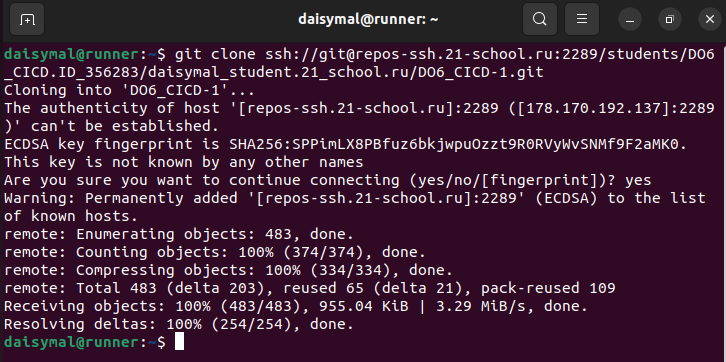 daisymal@runner: ~
daisymal@runner:~$ git clone ssh://git@repos-ssh.21-school.ru:2289/students/DO6
_CICD.ID_356283/daisymal_student.21_school.ru/DO6_CICD-1.git
Cloning into 'DO6_CICD-1'...
The authenticity of host '[repos-ssh.21-school.ru]:2289 ([178.170.192.137]:2289
)' can't be established.
ECDSA key fingerprint is SHA256:SPPimLX8PBfuz6bkjwpuOzzt9R0RVyWvSNMf9F2aMK0.
This key is not known by any other names
Are you sure you want to continue connecting (yes/no/[fingerprint])? yes
Warning: Permanently added '[repos-ssh.21-school.ru]:2289' (ECDSA) to the list
of known hosts.
remote: Enumerating objects: 483, done.
remote: Counting objects: 100% (374/374), done.
remote: Compressing objects: 100% (334/334), done.
remote: Total 483 (delta 203), reused 65 (delta 21), pack-reused 109
Receiving objects: 100% (483/483), 955.04 KiB | 3.29 MiB/s, done.
Resolving deltas: 100% (254/254), done.
daisymal@runner:~$